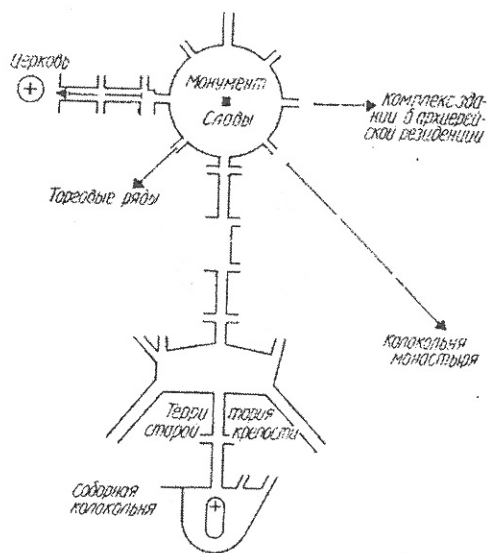 Церковь
Монумент
Славы
Комплекс зда-
ний б архиерей-
ской резиденции
Торговые ряды
Колокольня
монастыря
Терри тория
старой крепости
Соборная
колокольня